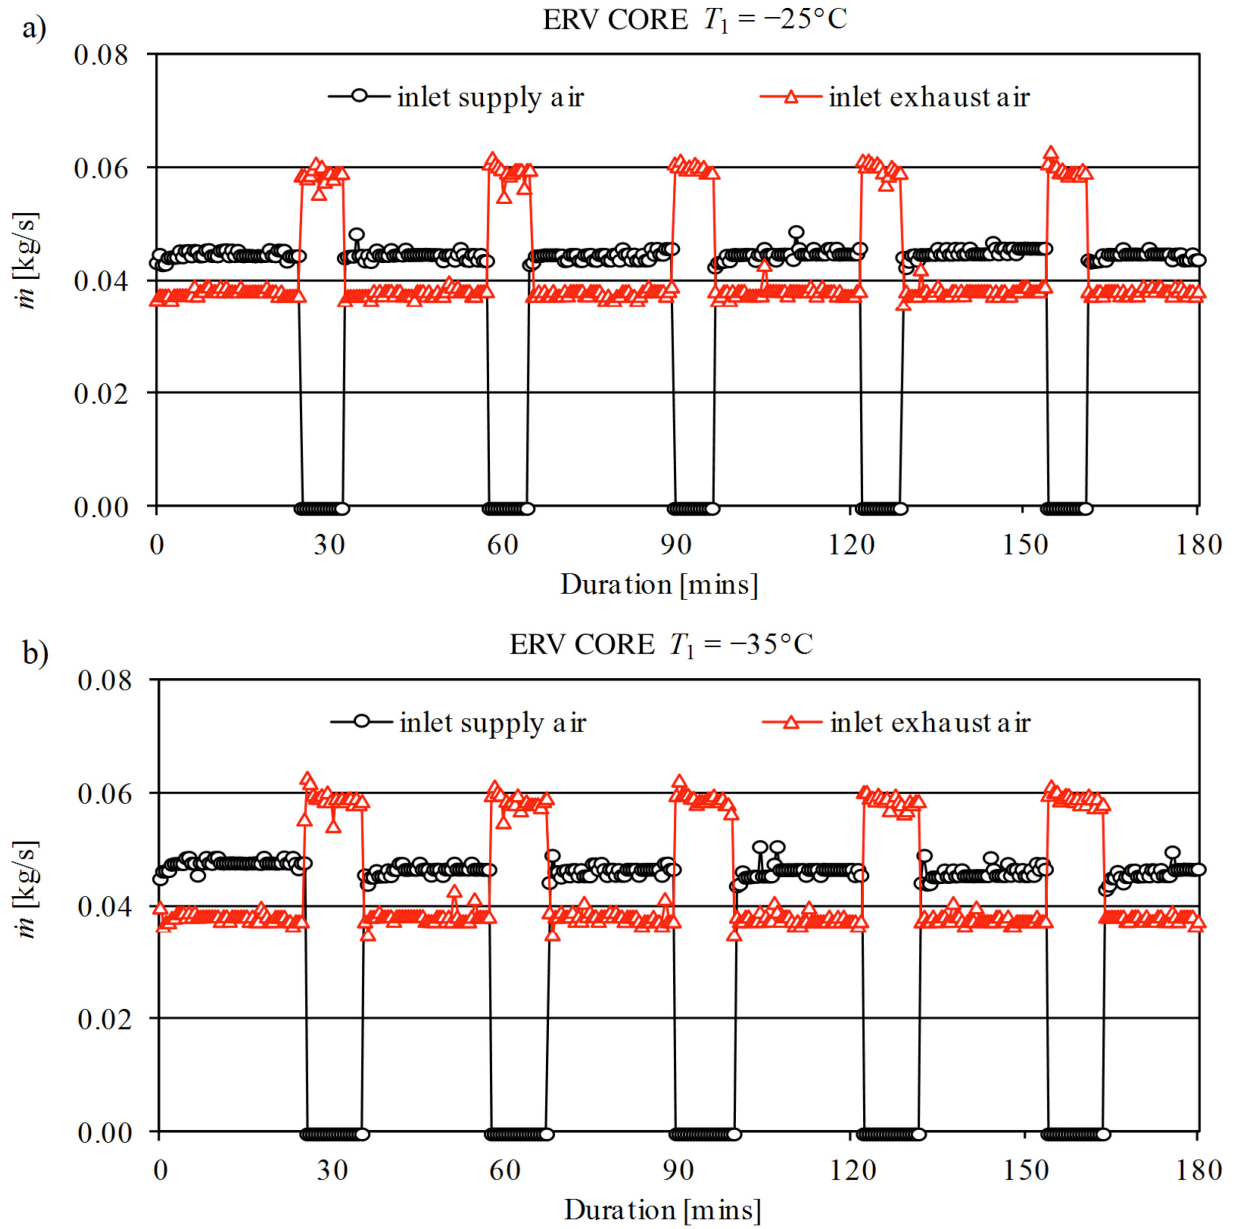 a)
ERV CORE T1 = −25°C
0.08
inlet supply air
inlet exhaust air
0.06
ṁ [kg/s]
0.04
0.02
0.00
0 30 60 90 120 150 180
Duration [mins]
b)
ERV CORE T1 = −35°C
0.08
inlet supply air
inlet exhaust air
0.06
ṁ [kg/s]
0.04
0.02
0.00
0 30 60 90 120 150 180
Duration [mins]